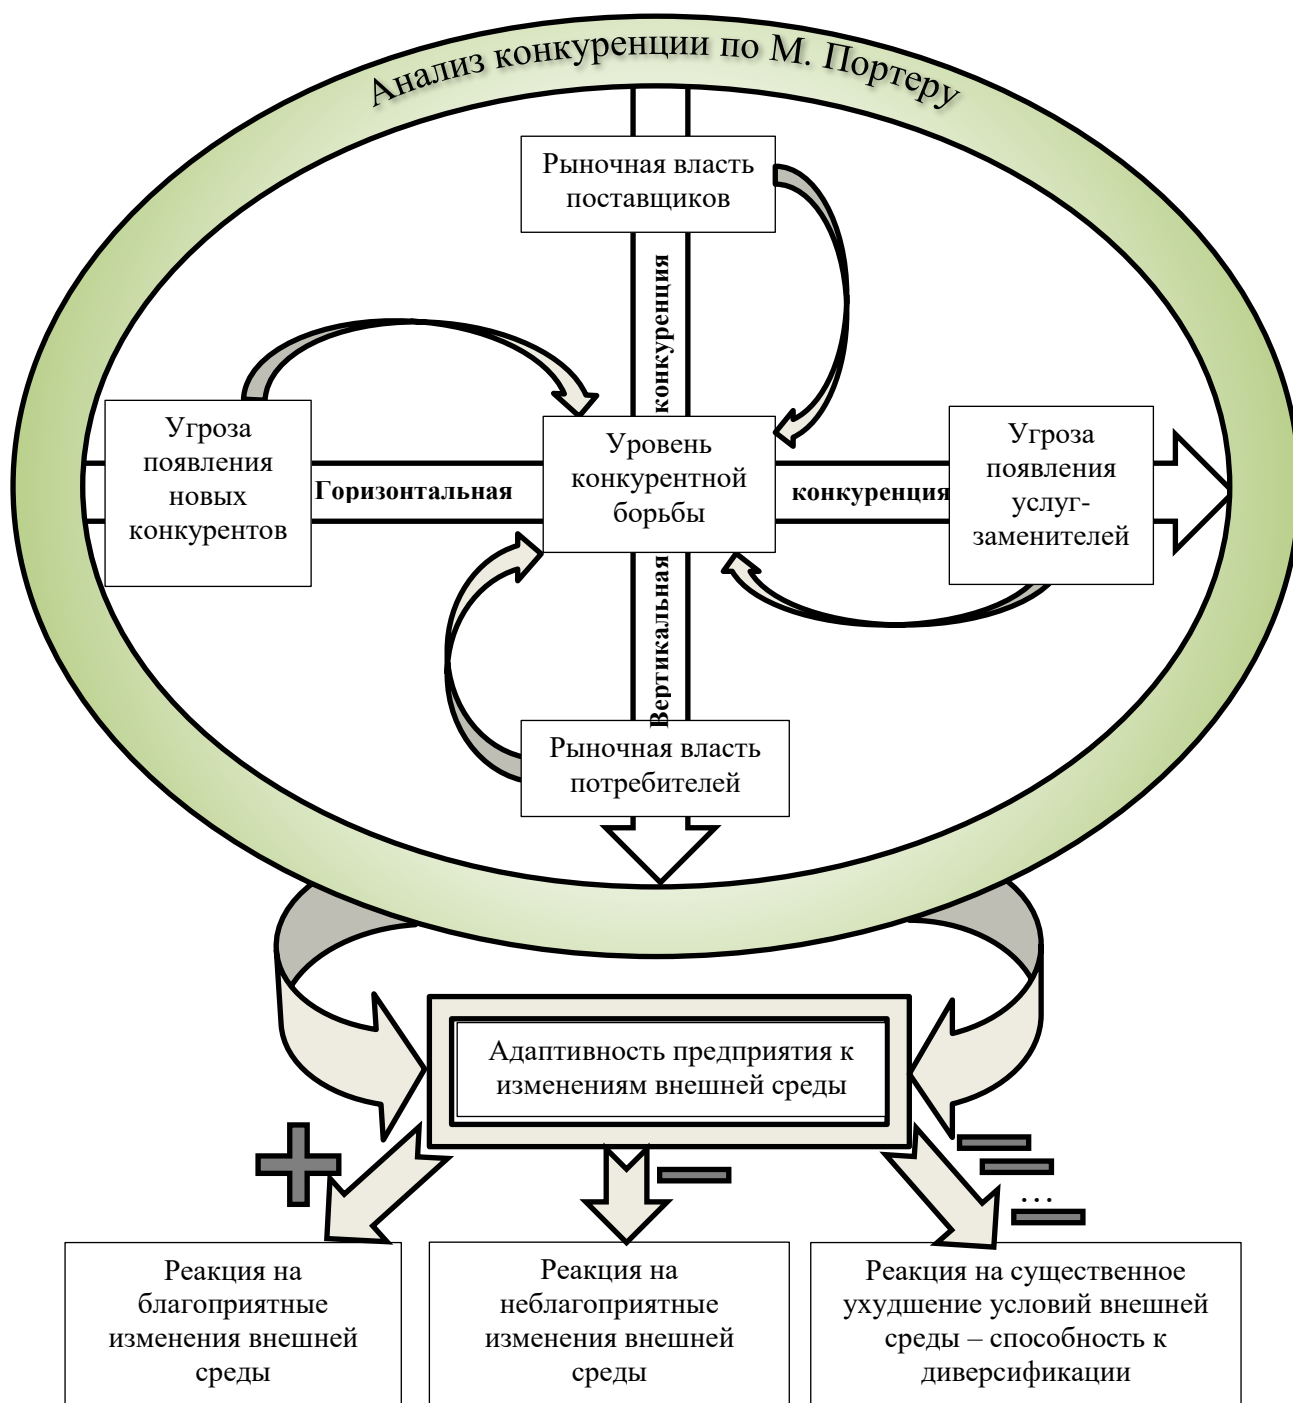 Анализ конкуренции по М. Портеру
Рыночная власть
поставщиков
конкуренция
Угроза
появления
новых
конкурентов
Горизонтальная
Уровень
конкурентной
борьбы
конкуренция
Угроза
появления
услуг-
заменителей
Вертикальная
Рыночная власть
потребителей
Адаптивность предприятия к
изменениям внешней среды
…
Реакция на
благоприятные
изменения внешней
среды
Реакция на
неблагоприятные
изменения внешней
среды
Реакция на существенное
ухудшение условий внешней
среды – способность к
диверсификации